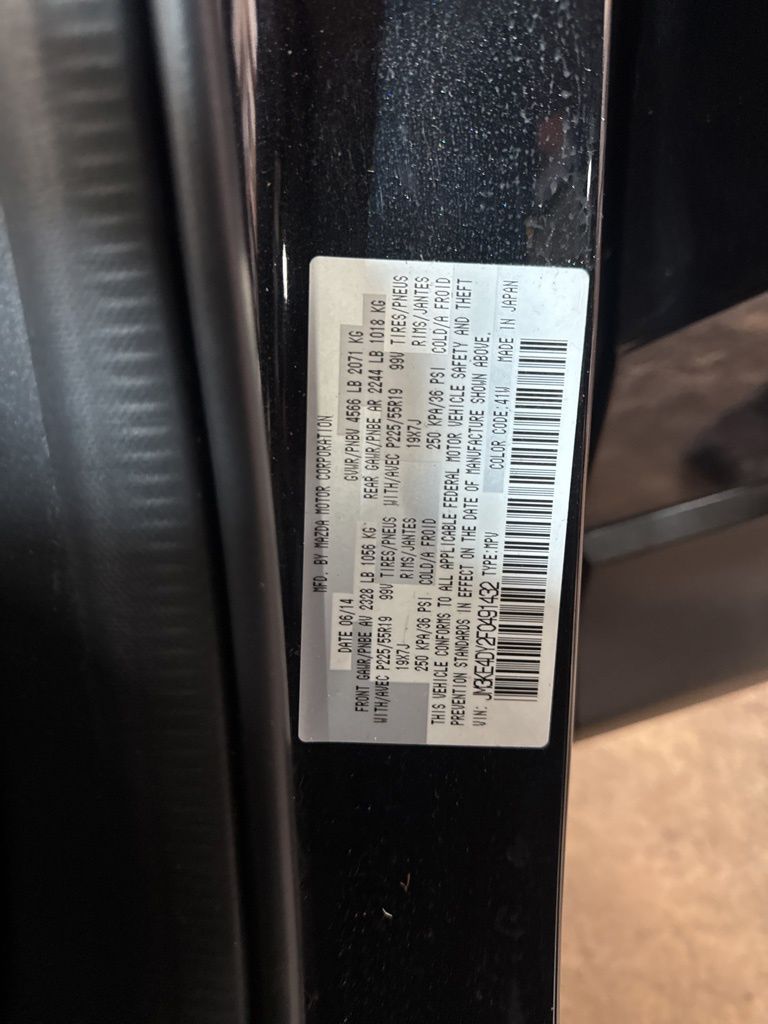 MFD. BY MAZDA MOTOR CORPORATION
DATE 06/14 GVWR/PNBV 4566 LB 2071 KG
FRONT GAWR/PNBE AV 2328 LB 1056 KG REAR GAWR/PNBE AR 2244 LB 1018 KG
WITH/AVEC P225/55R19 99V TIRES/PNEUS WITH/AVEC P225/55R19 99V TIRES/PNEUS
19X7J RIMS/JANTES 19X7J RIMS/JANTES
250 KPA/36 PSI COLD/A FROID 250 KPA/36 PSI COLD/A FROID
THIS VEHICLE CONFORMS TO ALL APPLICABLE FEDERAL MOTOR VEHICLE SAFETY AND THEFT
PREVENTION STANDARDS IN EFFECT ON THE DATE OF MANUFACTURE SHOWN ABOVE.
VIN: JM3KE4DY2F0491432 TYPE:MPV COLOR CODE:41W MADE IN JAPAN